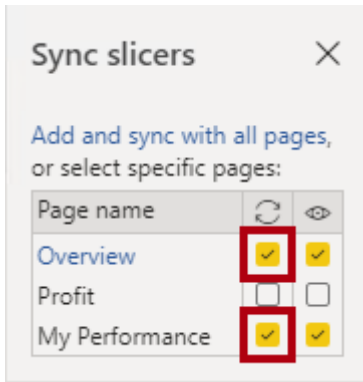 Sync slicers
Add and sync with all pages,
or select specific pages:
Page name
Overview
Profit
My Performance